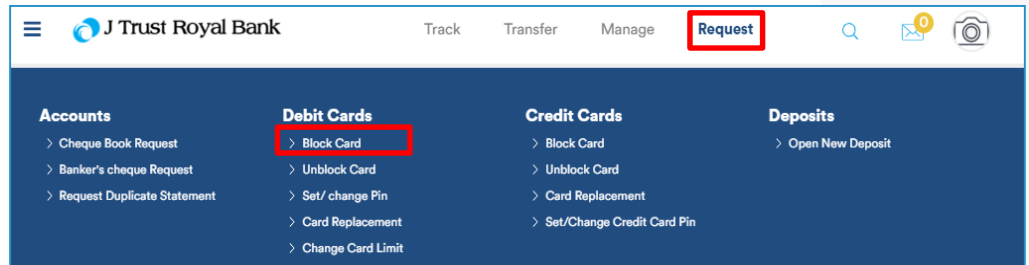 J Trust Royal Bank Track Transfer Manage Request 0
Accounts
> Cheque Book Request
> Banker's cheque Request
> Request Duplicate Statement
Debit Cards
> Block Card
> Unblock Card
> Set/ change Pin
> Card Replacement
> Change Card Limit
Credit Cards
> Block Card
> Unblock Card
> Card Replacement
> Set/Change Credit Card Pin
Deposits
> Open New Deposit